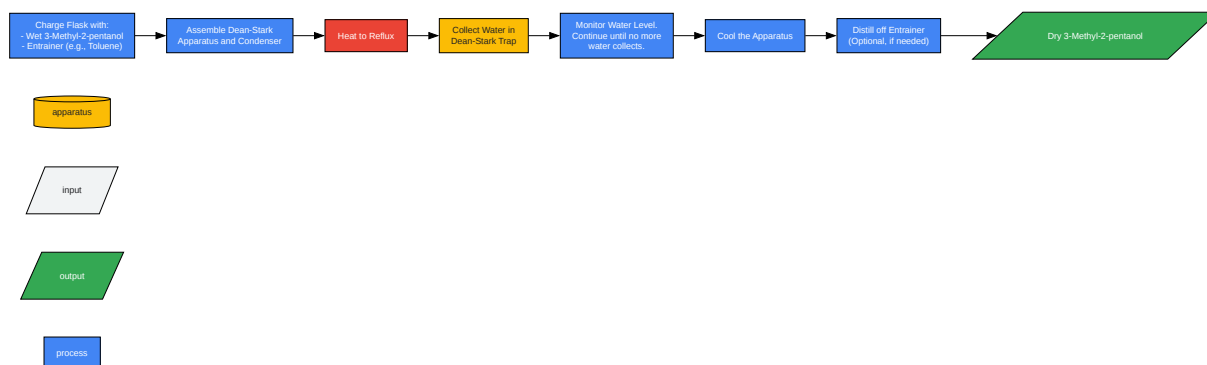 Charge Flask with:
- Wet 3-Methyl-2-pentanol
- Entrainer (e.g., Toluene)
Assemble Dean-Stark
Apparatus and Condenser
Heat to Reflux
Collect Water in
Dean-Stark Trap
Monitor Water Level.
Continue until no more
water collects.
Cool the Apparatus
Distill off Entrainer
(Optional, if needed)
Dry 3-Methyl-2-pentanol
apparatus
input
output
process